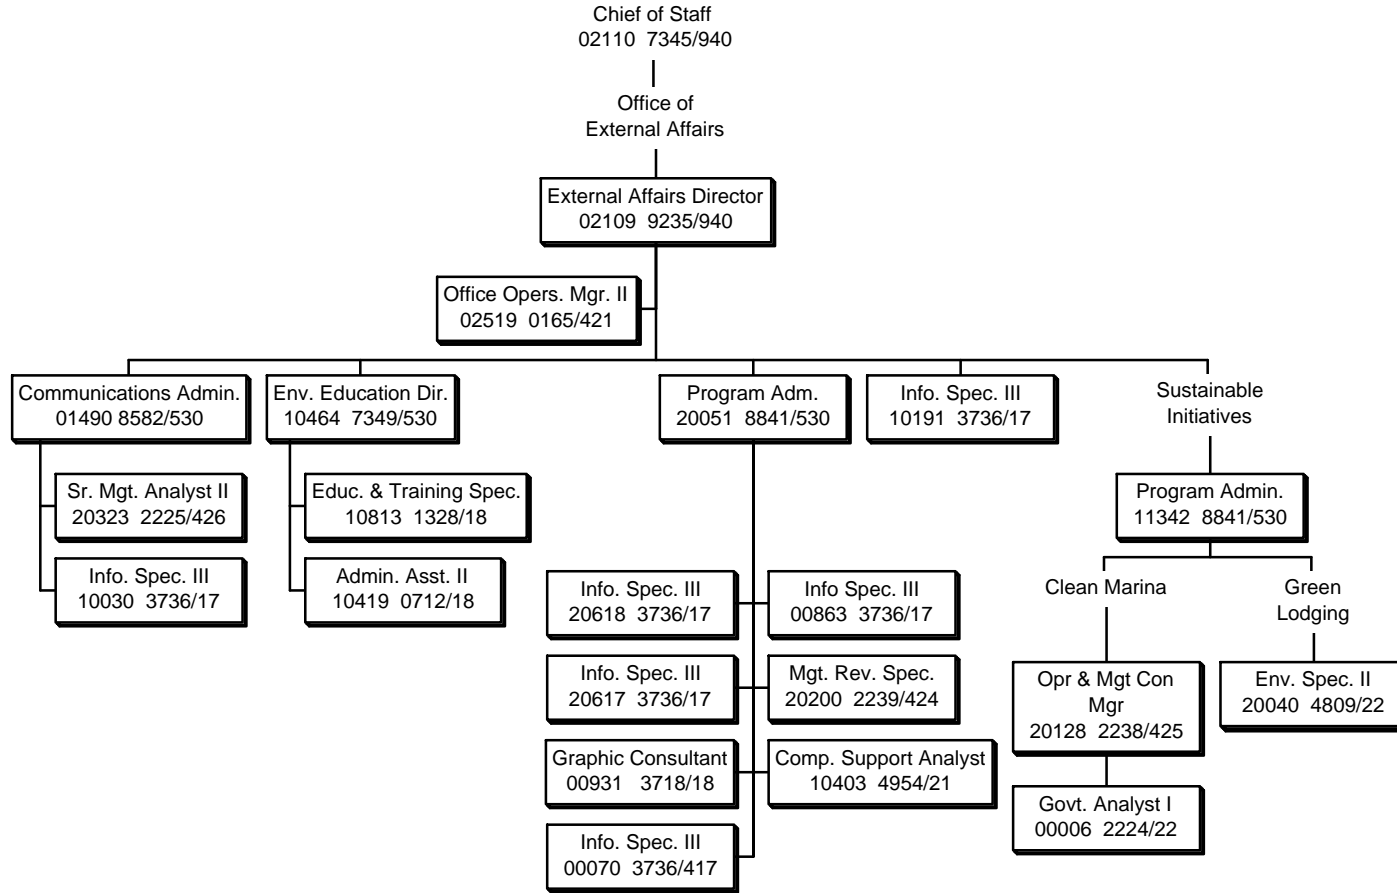 Chief of Staff
02110 7345/940
Office of
External Affairs
External Affairs Director
02109 9235/940
Office Opers. Mgr. II
02519 0165/421
Communications Admin.
01490 8582/530
Env. Education Dir.
10464 7349/530
Program Adm.
20051 8841/530
Info. Spec. III
10191 3736/17
Sustainable
Initiatives
Sr. Mgt. Analyst II
20323 2225/426
Educ. & Training Spec.
10813 1328/18
Program Admin.
11342 8841/530
Info. Spec. III
10030 3736/17
Admin. Asst. II
10419 0712/18
Info. Spec. III
20618 3736/17
Info Spec. III
00863 3736/17
Clean Marina
Green
Lodging
Info. Spec. III
20617 3736/17
Mgt. Rev. Spec.
20200 2239/424
Opr & Mgt Con
Mgr
20128 2238/425
Env. Spec. II
20040 4809/22
Graphic Consultant
00931 3718/18
Comp. Support Analyst
10403 4954/21
Govt. Analyst I
00006 2224/22
Info. Spec. III
00070 3736/417